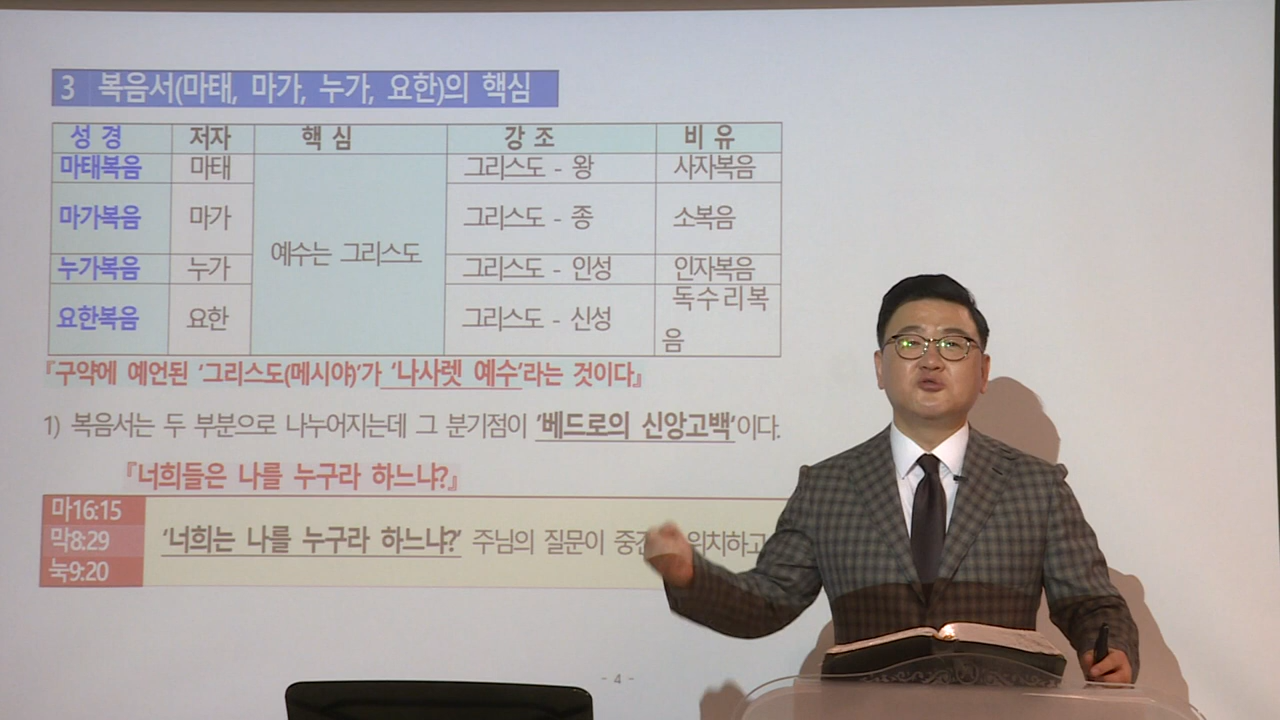 3 복음서(마태, 마가, 누가, 요한)의 핵심
성 경 저자 핵 심 강 조 비 유
마태복음 마태 그리스도 - 왕 사자복음
마가복음 마가 그리스도 - 종 소복음
예수는 그리스도
누가복음 누가 그리스도 - 인성 인자복음
요한복음 요한 그리스도 - 신성 독수리복
음
『구약에 예언된 '그리스도(메시야)'가 '나사렛 예수'라는 것이다』
1) 복음서는 두 부분으로 나누어지는데 그 분기점이 '베드로의 신앙고백'이다.
『너희들은 나를 누구라 하느냐?』
마16:15
막8:29 '너희는 나를 누구라 하느냐?' 주님의 질문이 위치하고
눅9:20
- 4 -